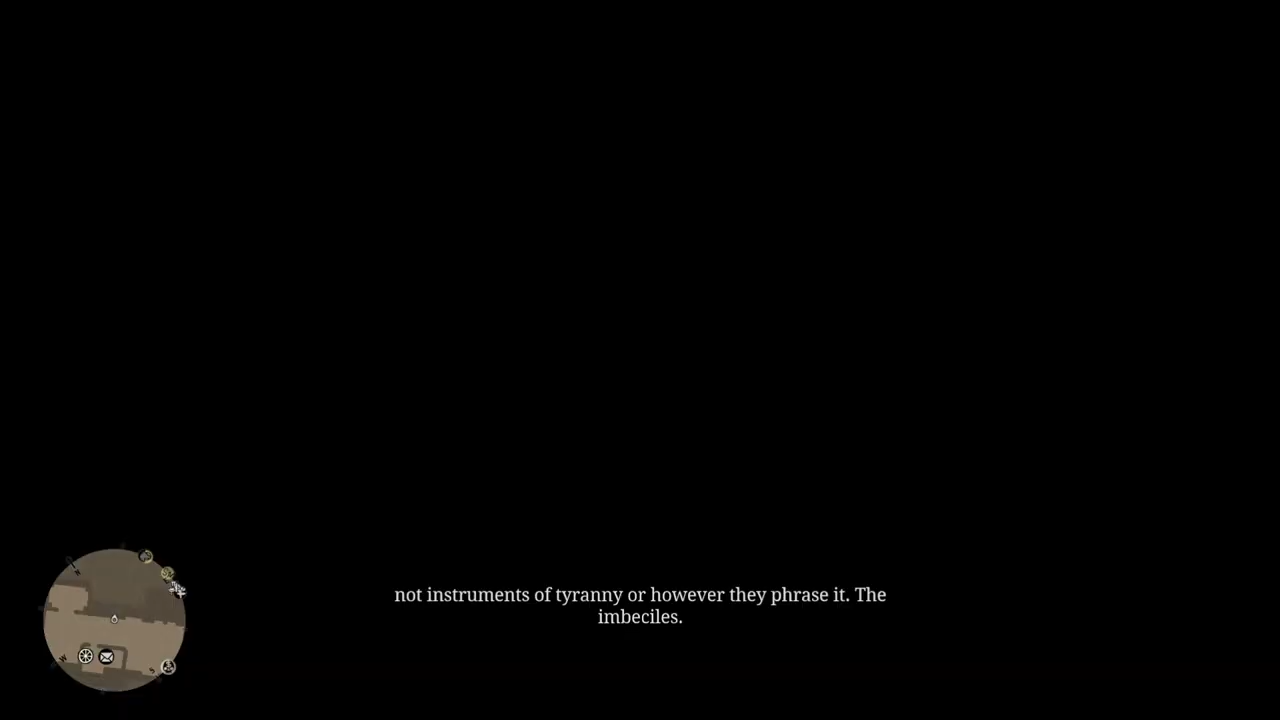 not instruments of tyranny or however they phrase it. The
imbeciles.